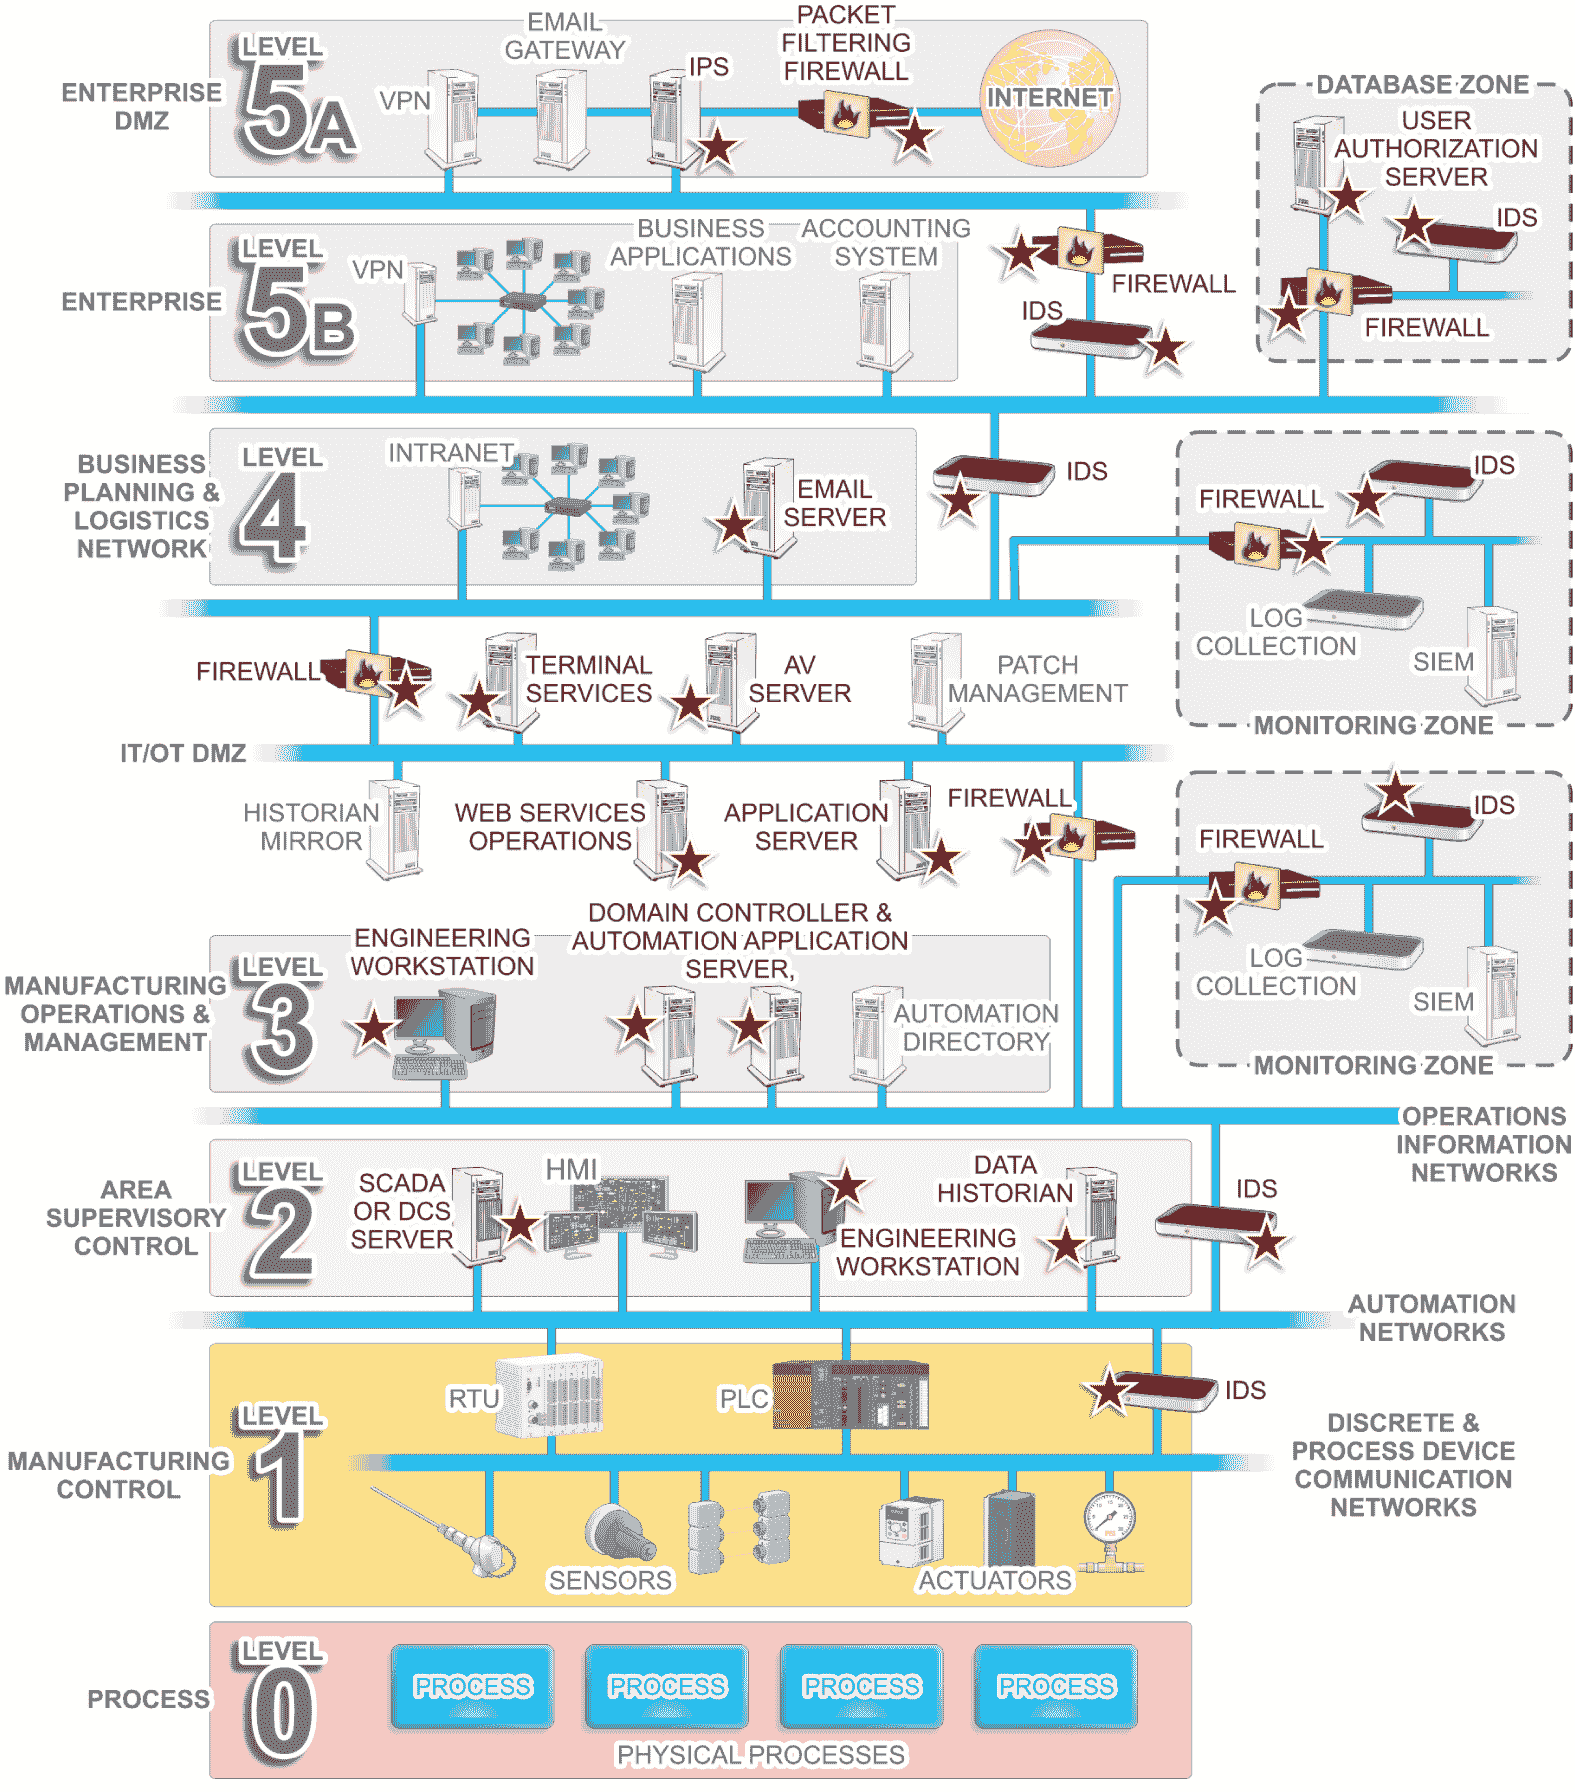 ENTERPRISE
DMZ
LEVEL
5A
VPN
EMAIL
GATEWAY
IPS
PACKET
FILTERING
FIREWALL
INTERNET
DATABASE ZONE
USER
AUTHORIZATION
SERVER
IDS
FIREWALL
ENTERPRISE
LEVEL
5B
VPN
BUSINESS
APPLICATIONS
ACCOUNTING
SYSTEM
FIREWALL
IDS
BUSINESS
PLANNING &
LOGISTICS
NETWORK
LEVEL
4
INTRANET
EMAIL
SERVER
IDS
FIREWALL
IDS
LOG
COLLECTION
SIEM
MONITORING ZONE
FIREWALL
TERMINAL
SERVICES
AV
SERVER
PATCH
MANAGEMENT
IT/OT DMZ
HISTORIAN
MIRROR
WEB SERVICES
OPERATIONS
APPLICATION
SERVER
FIREWALL
FIREWALL
IDS
LOG
COLLECTION
SIEM
MONITORING ZONE
MANUFACTURING
OPERATIONS &
MANAGEMENT
LEVEL
3
ENGINEERING
WORKSTATION
DOMAIN CONTROLLER &
AUTOMATION APPLICATION
SERVER,
AUTOMATION
DIRECTORY
OPERATIONS
INFORMATION
NETWORKS
AREA
SUPERVISORY
CONTROL
LEVEL
2
SCADA
OR DCS
SERVER
HMI
ENGINEERING
WORKSTATION
DATA
HISTORIAN
IDS
AUTOMATION
NETWORKS
MANUFACTURING
CONTROL
LEVEL
1
RTU
PLC
IDS
DISCRETE &
PROCESS DEVICE
COMMUNICATION
NETWORKS
SENSORS
ACTUATORS
PROCESS
LEVEL
0
PROCESS
PROCESS
PROCESS
PROCESS
PHYSICAL PROCESSES